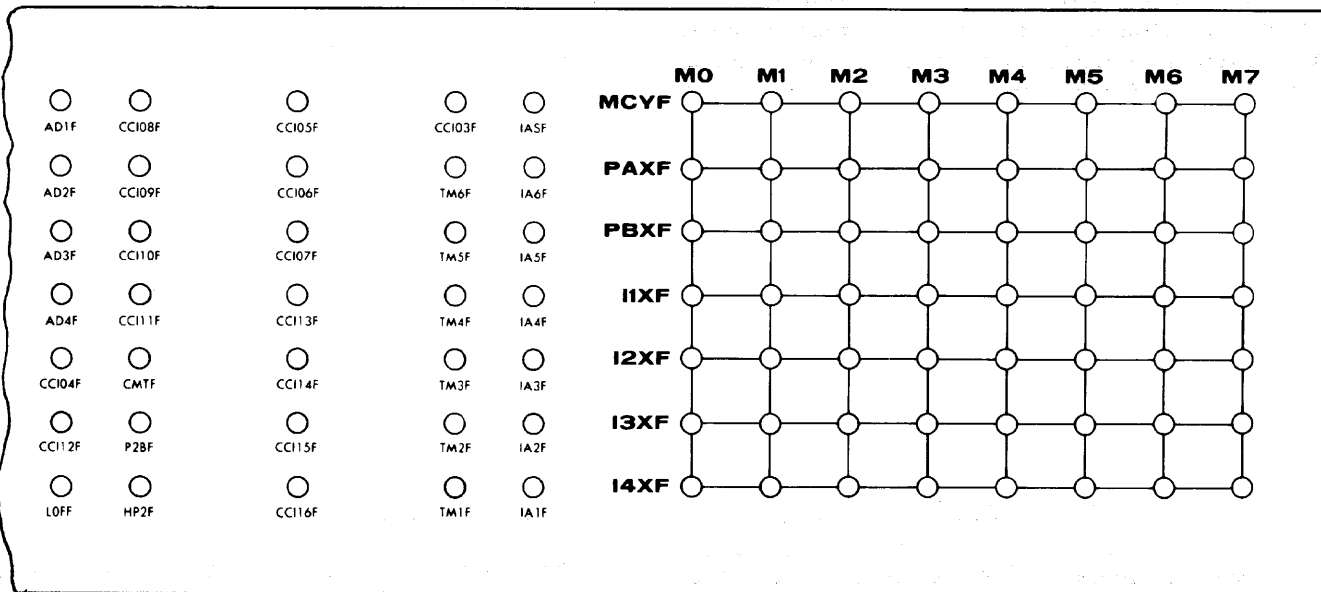 M0 M1 M2 M3 M4 M5 M6 M7
MCYF
AD1F CCI08F CCI05F CCI03F IASF
PAXF
AD2F CCI09F CCI06F TM6F IA6F
PBXF
AD3F CCI10F CCI07F TM5F IA5F
I1XF
AD4F CCI11F CCI13F TM4F IA4F
I2XF
CCI04F CMTF CCI14F TM3F IA3F
I3XF
CCI12F P2BF CCI15F TM2F IA2F
I4XF
LOFF HP2F CCI16F TM1F IA1F